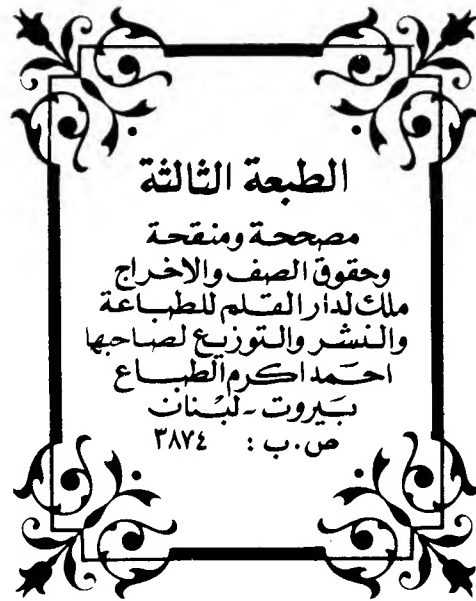 الطبعة الثالثة
مصححة ومنقحة
وحقوق الصف والاخراج
ملك لدار القلم للطباعة
والنشر والتوزيع لصاحبها
احمد اكرم الطباع
بيروت - لبنان
ص.ب : ٣٨٧٤